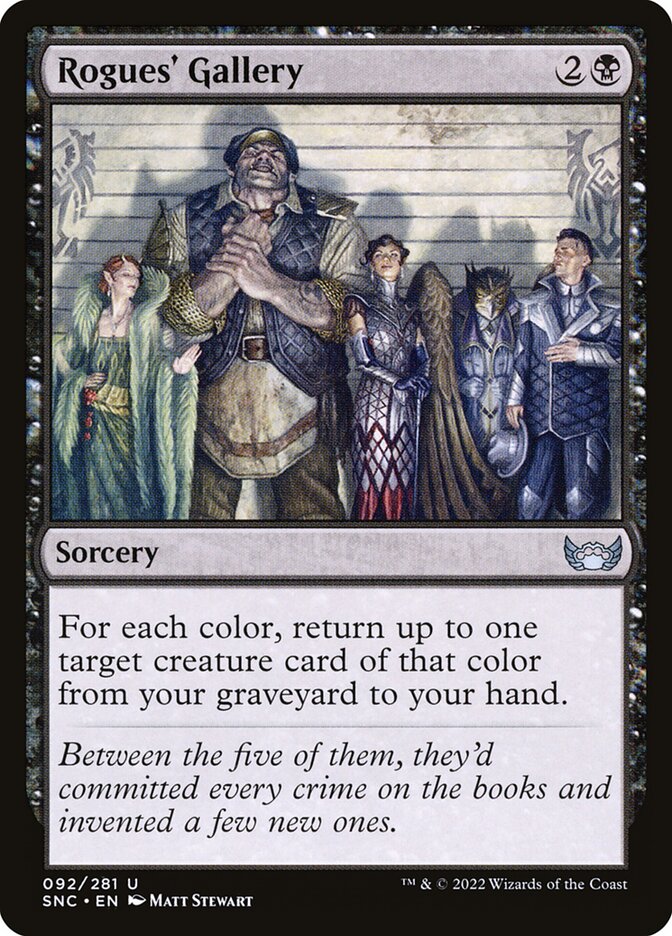 Rogues' Gallery 2
Sorcery
For each color, return up to one
target creature card of that color
from your graveyard to your hand.
Between the five of them, they'd
committed every crime on the books and
invented a few new ones.
092/281 U
SNC • EN Matt Stewart
™ & © 2022 Wizards of the Coast